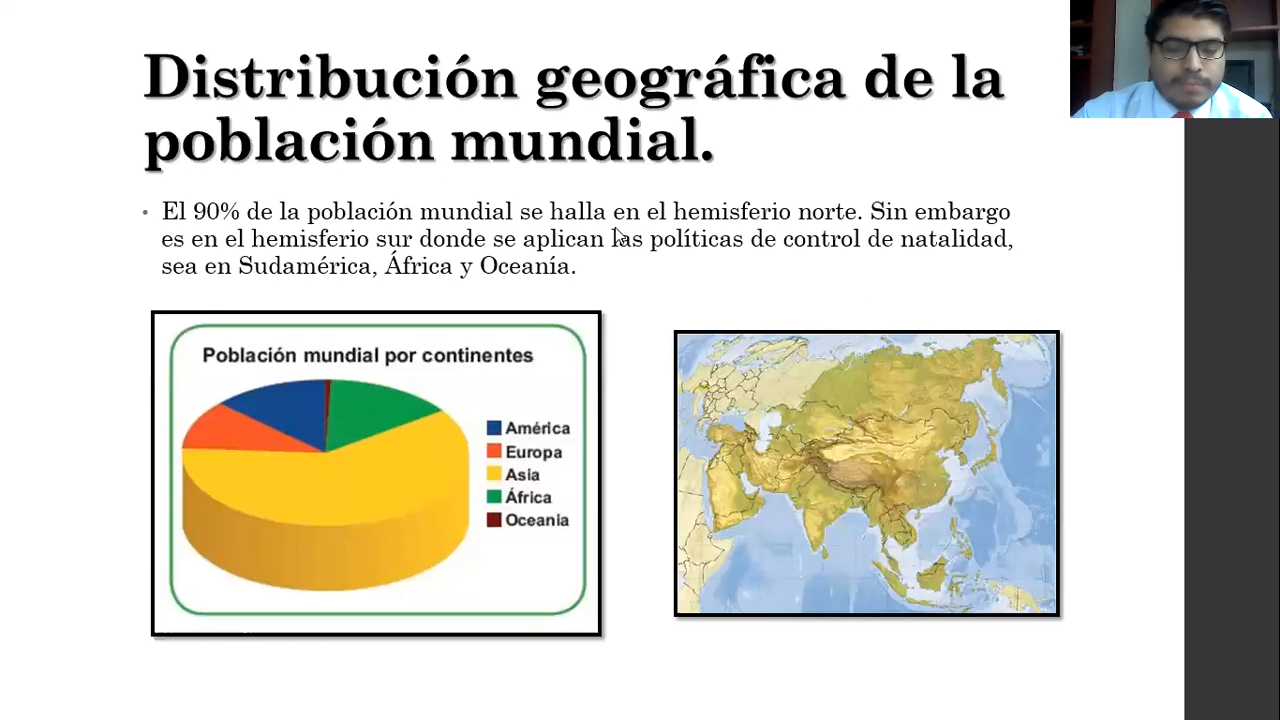 Distribución geográfica de la
población mundial.
• El 90% de la población mundial se halla en el hemisferio norte. Sin embargo
es en el hemisferio sur donde se aplican las políticas de control de natalidad,
sea en Sudamérica, África y Oceanía.
Población mundial por continentes
América
Europa
Asia
África
Oceania